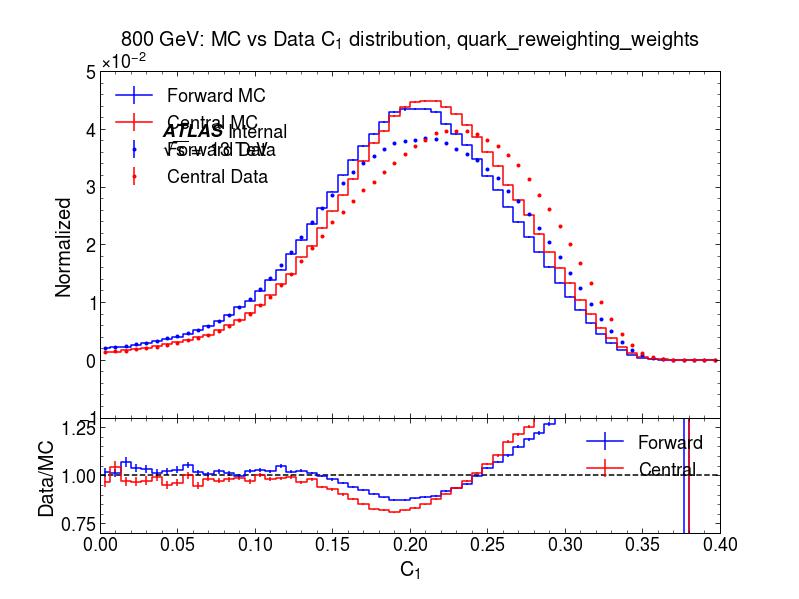 800 GeV: MC vs Data C₁ distribution, quark_reweighting_weights
×10⁻²
5
4
3
2
1
0
−1
Normalized
Forward MC
Central MC
ATLAS Internal
√s = 13 TeV
Forward Data
Central Data
1.25
1.00
0.75
Data/MC
Forward
Central
0.00 0.05 0.10 0.15 0.20 0.25 0.30 0.35 0.40
C₁